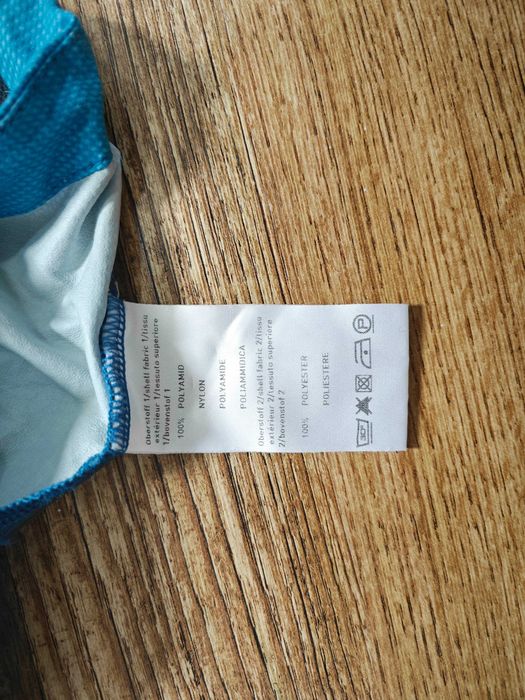 Oberstoff 1/shell fabric 1/tissu
extérieur 1/tessuto superiore
1/bovenstof 1
100% POLYAMID
NYLON
POLYAMIDE
POLIAMMIDICA
Oberstoff 2/shell fabric 2/tissu
extérieur 2/tessuto superiore
2/bovenstof 2
100% POLYESTER
POLIESTERE
30° P